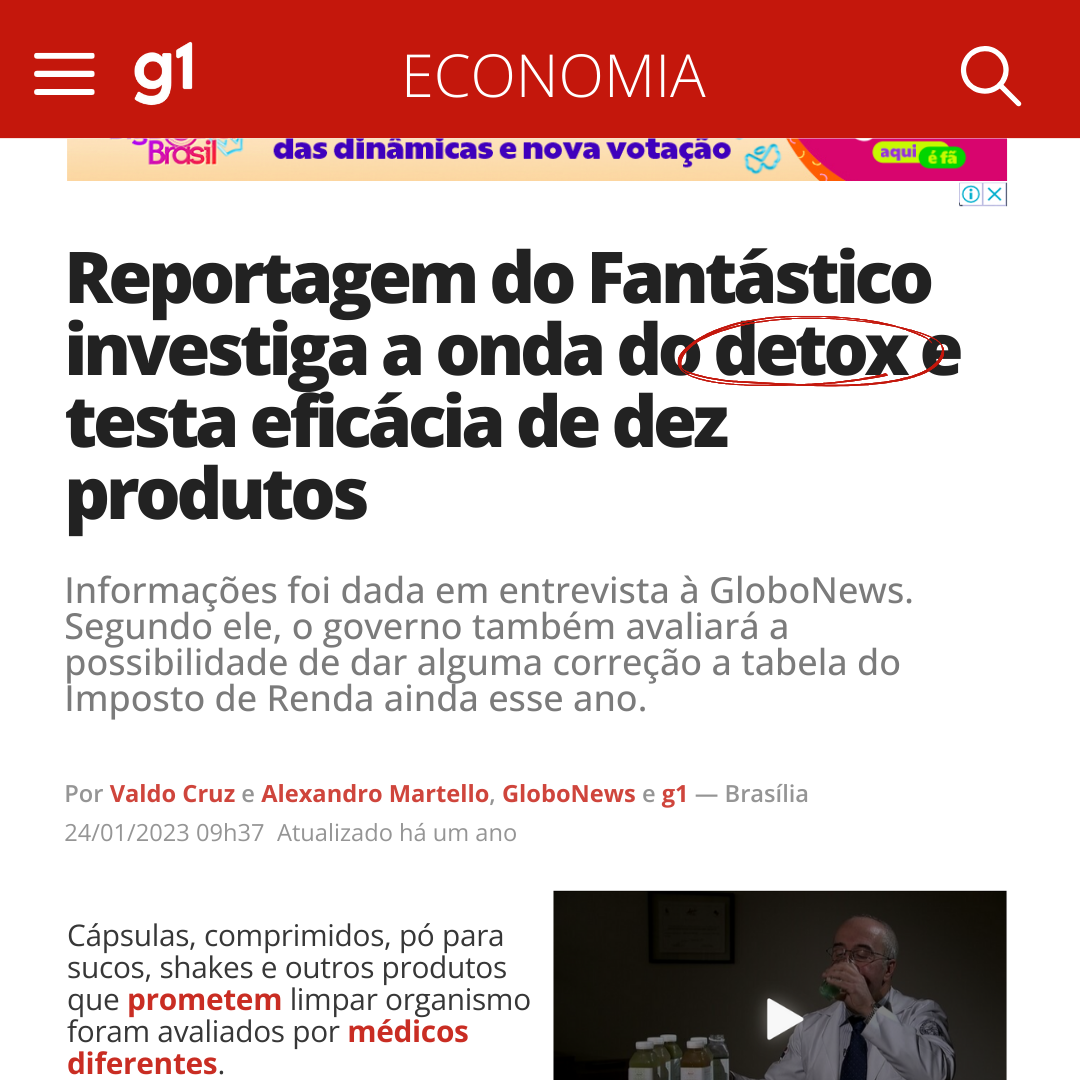 g1 ECONOMIA
Brasil
das dinâmicas e nova votação
aqui
é fã
Reportagem do Fantástico
investiga a onda do detox e
testa eficácia de dez
produtos
Informações foi dada em entrevista à GloboNews.
Segundo ele, o governo também avaliará a
possibilidade de dar alguma correção a tabela do
Imposto de Renda ainda esse ano.
Por Valdo Cruz e Alexandro Martello, GloboNews e g1 — Brasília
24/01/2023 09h37 Atualizado há um ano
Cápsulas, comprimidos, pó para
sucos, shakes e outros produtos
que prometem limpar organismo
foram avaliados por médicos
diferentes.